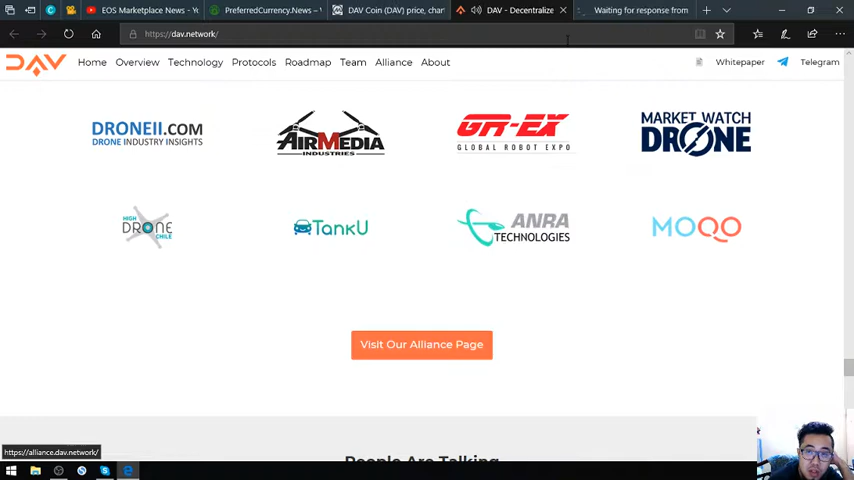 EOS Marketplace News - Yo
PreferredCurrency.News – V
DAV Coin (DAV) price, char
DAV - Decentralize
Waiting for response from
https://dav.network/
DAV
Home
Overview
Technology
Protocols
Roadmap
Team
Alliance
About
Whitepaper
Telegram
DRONEII.COM
DRONE INDUSTRY INSIGHTS
AIRMEDIA
INDUSTRIES
GR-EX
GLOBAL ROBOT EXPO
MARKET WATCH
DRONE
HIGH
DRONE
CHILE
TankU
ANRA
TECHNOLOGIES
MOQO
Visit Our Alliance Page
https://alliance.dav.network/
People Are Talking